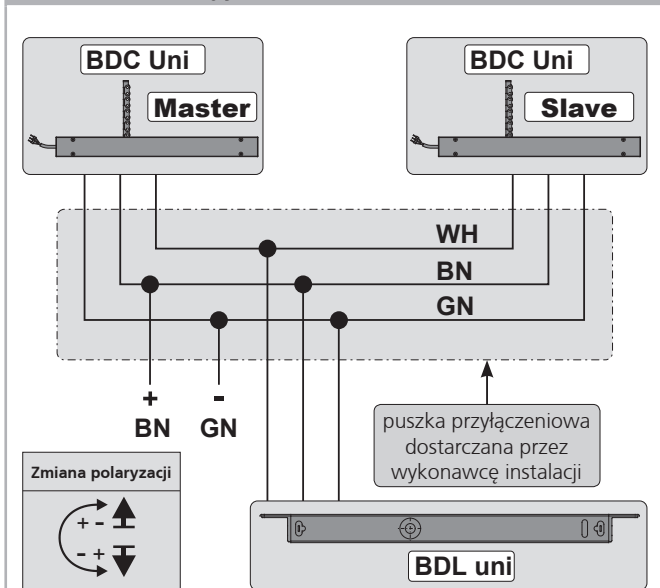 BDC Uni
Master
BDC Uni
Slave
WH
BN
GN
+ -
BN GN
puszka przyłączeniowa
dostarczana przez
wykonawcę instalacji
Zmiana polaryzacji
+ -
- +
BDL uni